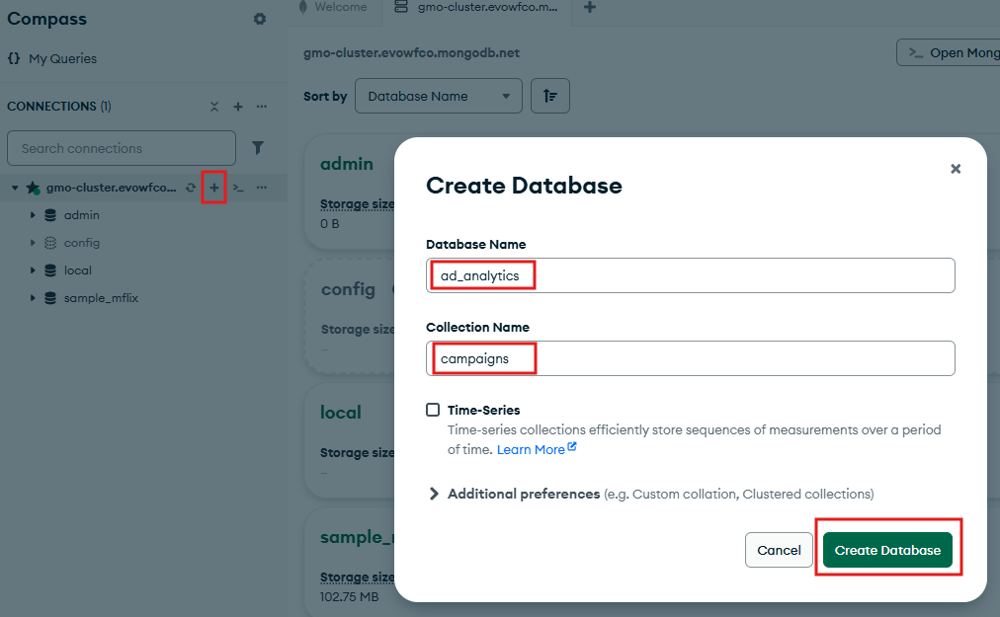 Compass
Welcome
gmo-cluster.evowfco.m...
My Queries
gmo-cluster.evowfco.mongodb.net
>_ Open Mong
CONNECTIONS (1)
Sort by
Database Name
Search connections
gmo-cluster.evowfco...
admin
config
local
sample_mflix
admin
Storage size
0 B
config
Storage size
–
local
Storage size
–
Storage size
102.75 MB
Create Database
Database Name
ad_analytics
Collection Name
campaigns
Time-Series
Time-series collections efficiently store sequences of measurements over a period
of time. Learn More
Additional preferences (e.g. Custom collation, Clustered collections)
Cancel
Create Database